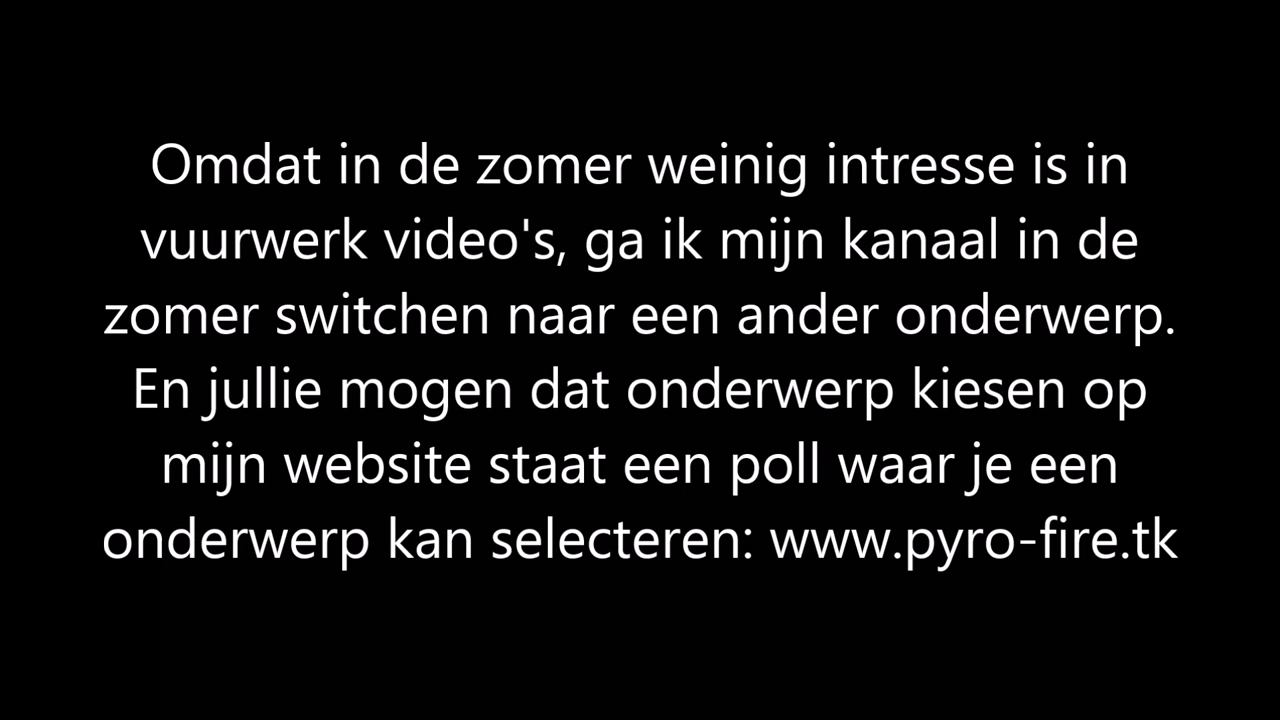 Omdat in de zomer weinig intresse is in
vuurwerk video's, ga ik mijn kanaal in de
zomer switchen naar een ander onderwerp.
En jullie mogen dat onderwerp kiesen op
mijn website staat een poll waar je een
onderwerp kan selecteren: www.pyro-fire.tk